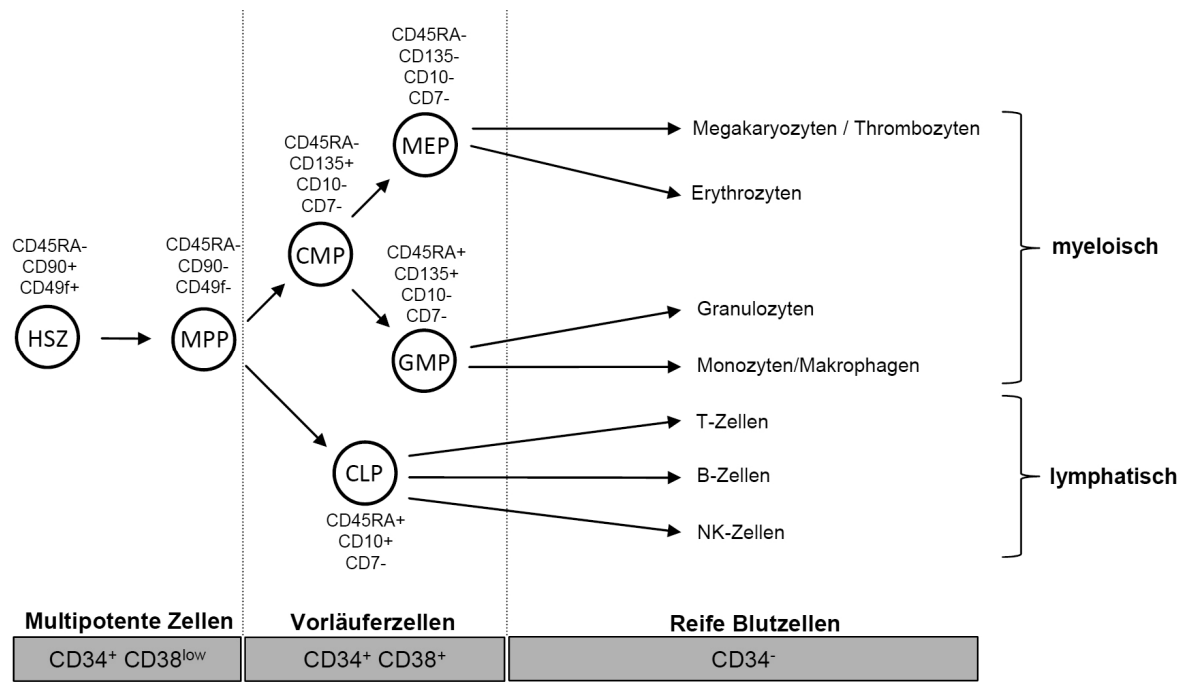 CD45RA-
CD90+
CD49f+
HSZ
CD45RA-
CD90-
CD49f-
MPP
CD45RA-
CD135+
CD10-
CD7-
CMP
CD45RA-
CD135-
CD10-
CD7-
MEP
CD45RA+
CD135+
CD10-
CD7-
GMP
CLP
CD45RA+
CD10+
CD7-
Megakaryozyten / Thrombozyten
Erythrozyten
Granulozyten
Monozyten/Makrophagen
myeloisch
T-Zellen
B-Zellen
NK-Zellen
lymphatisch
Multipotente Zellen
Vorläuferzellen
Reife Blutzellen
CD34⁺ CD38ˡᵒʷ
CD34⁺ CD38⁺
CD34⁻